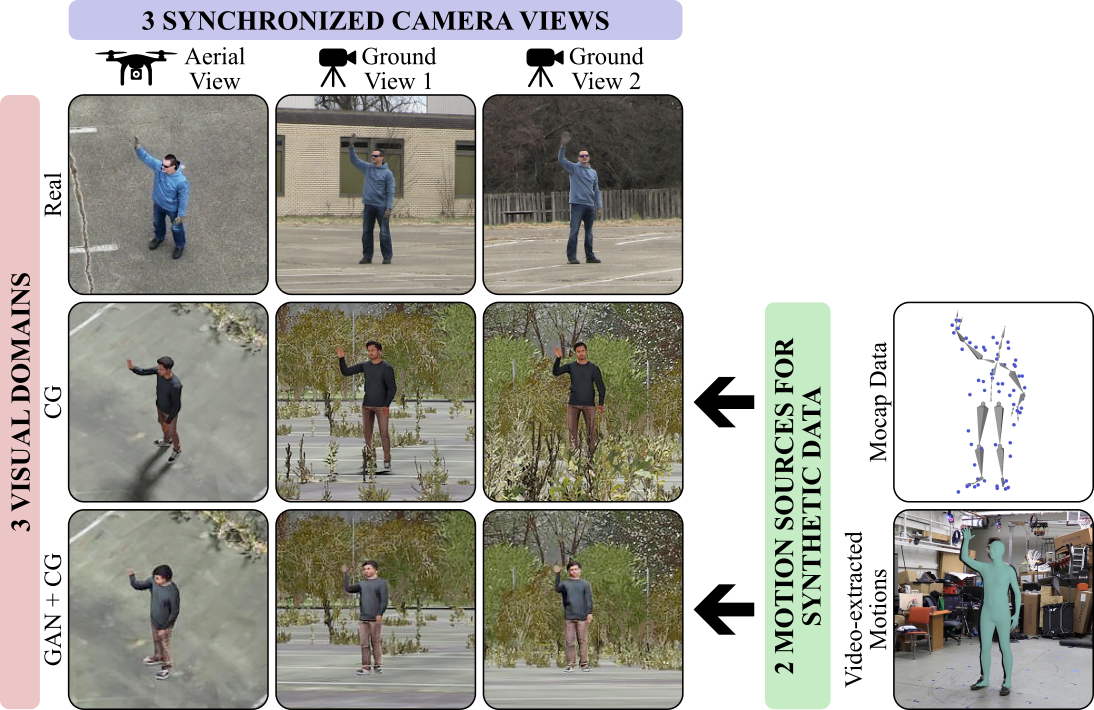 3 SYNCHRONIZED CAMERA VIEWS
Aerial
View
Ground
View 1
Ground
View 2
3 VISUAL DOMAINS
Real
CG
GAN + CG
2 MOTION SOURCES FOR
SYNTHETIC DATA
Mocap Data
Video-extracted
Motions